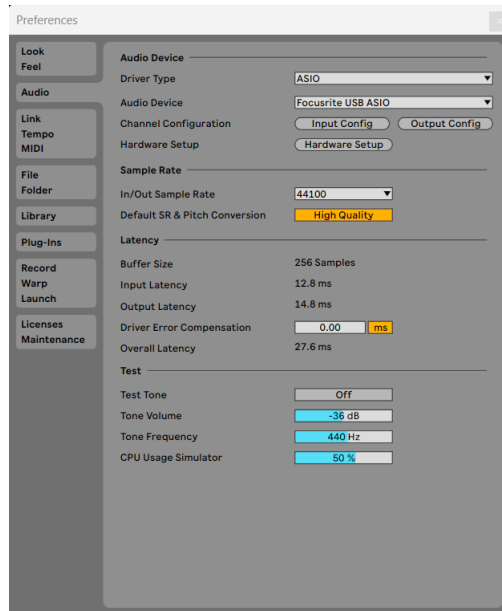 Preferences
Look
Feel
Audio
Link
Tempo
MIDI
File
Folder
Library
Plug-Ins
Record
Warp
Launch
Licenses
Maintenance
Audio Device
Driver Type ASIO
Audio Device Focusrite USB ASIO
Channel Configuration Input Config Output Config
Hardware Setup Hardware Setup
Sample Rate
In/Out Sample Rate 44100
Default SR & Pitch Conversion High Quality
Latency
Buffer Size 256 Samples
Input Latency 12.8 ms
Output Latency 14.8 ms
Driver Error Compensation 0.00 ms
Overall Latency 27.6 ms
Test
Test Tone Off
Tone Volume -36 dB
Tone Frequency 440 Hz
CPU Usage Simulator 50 %